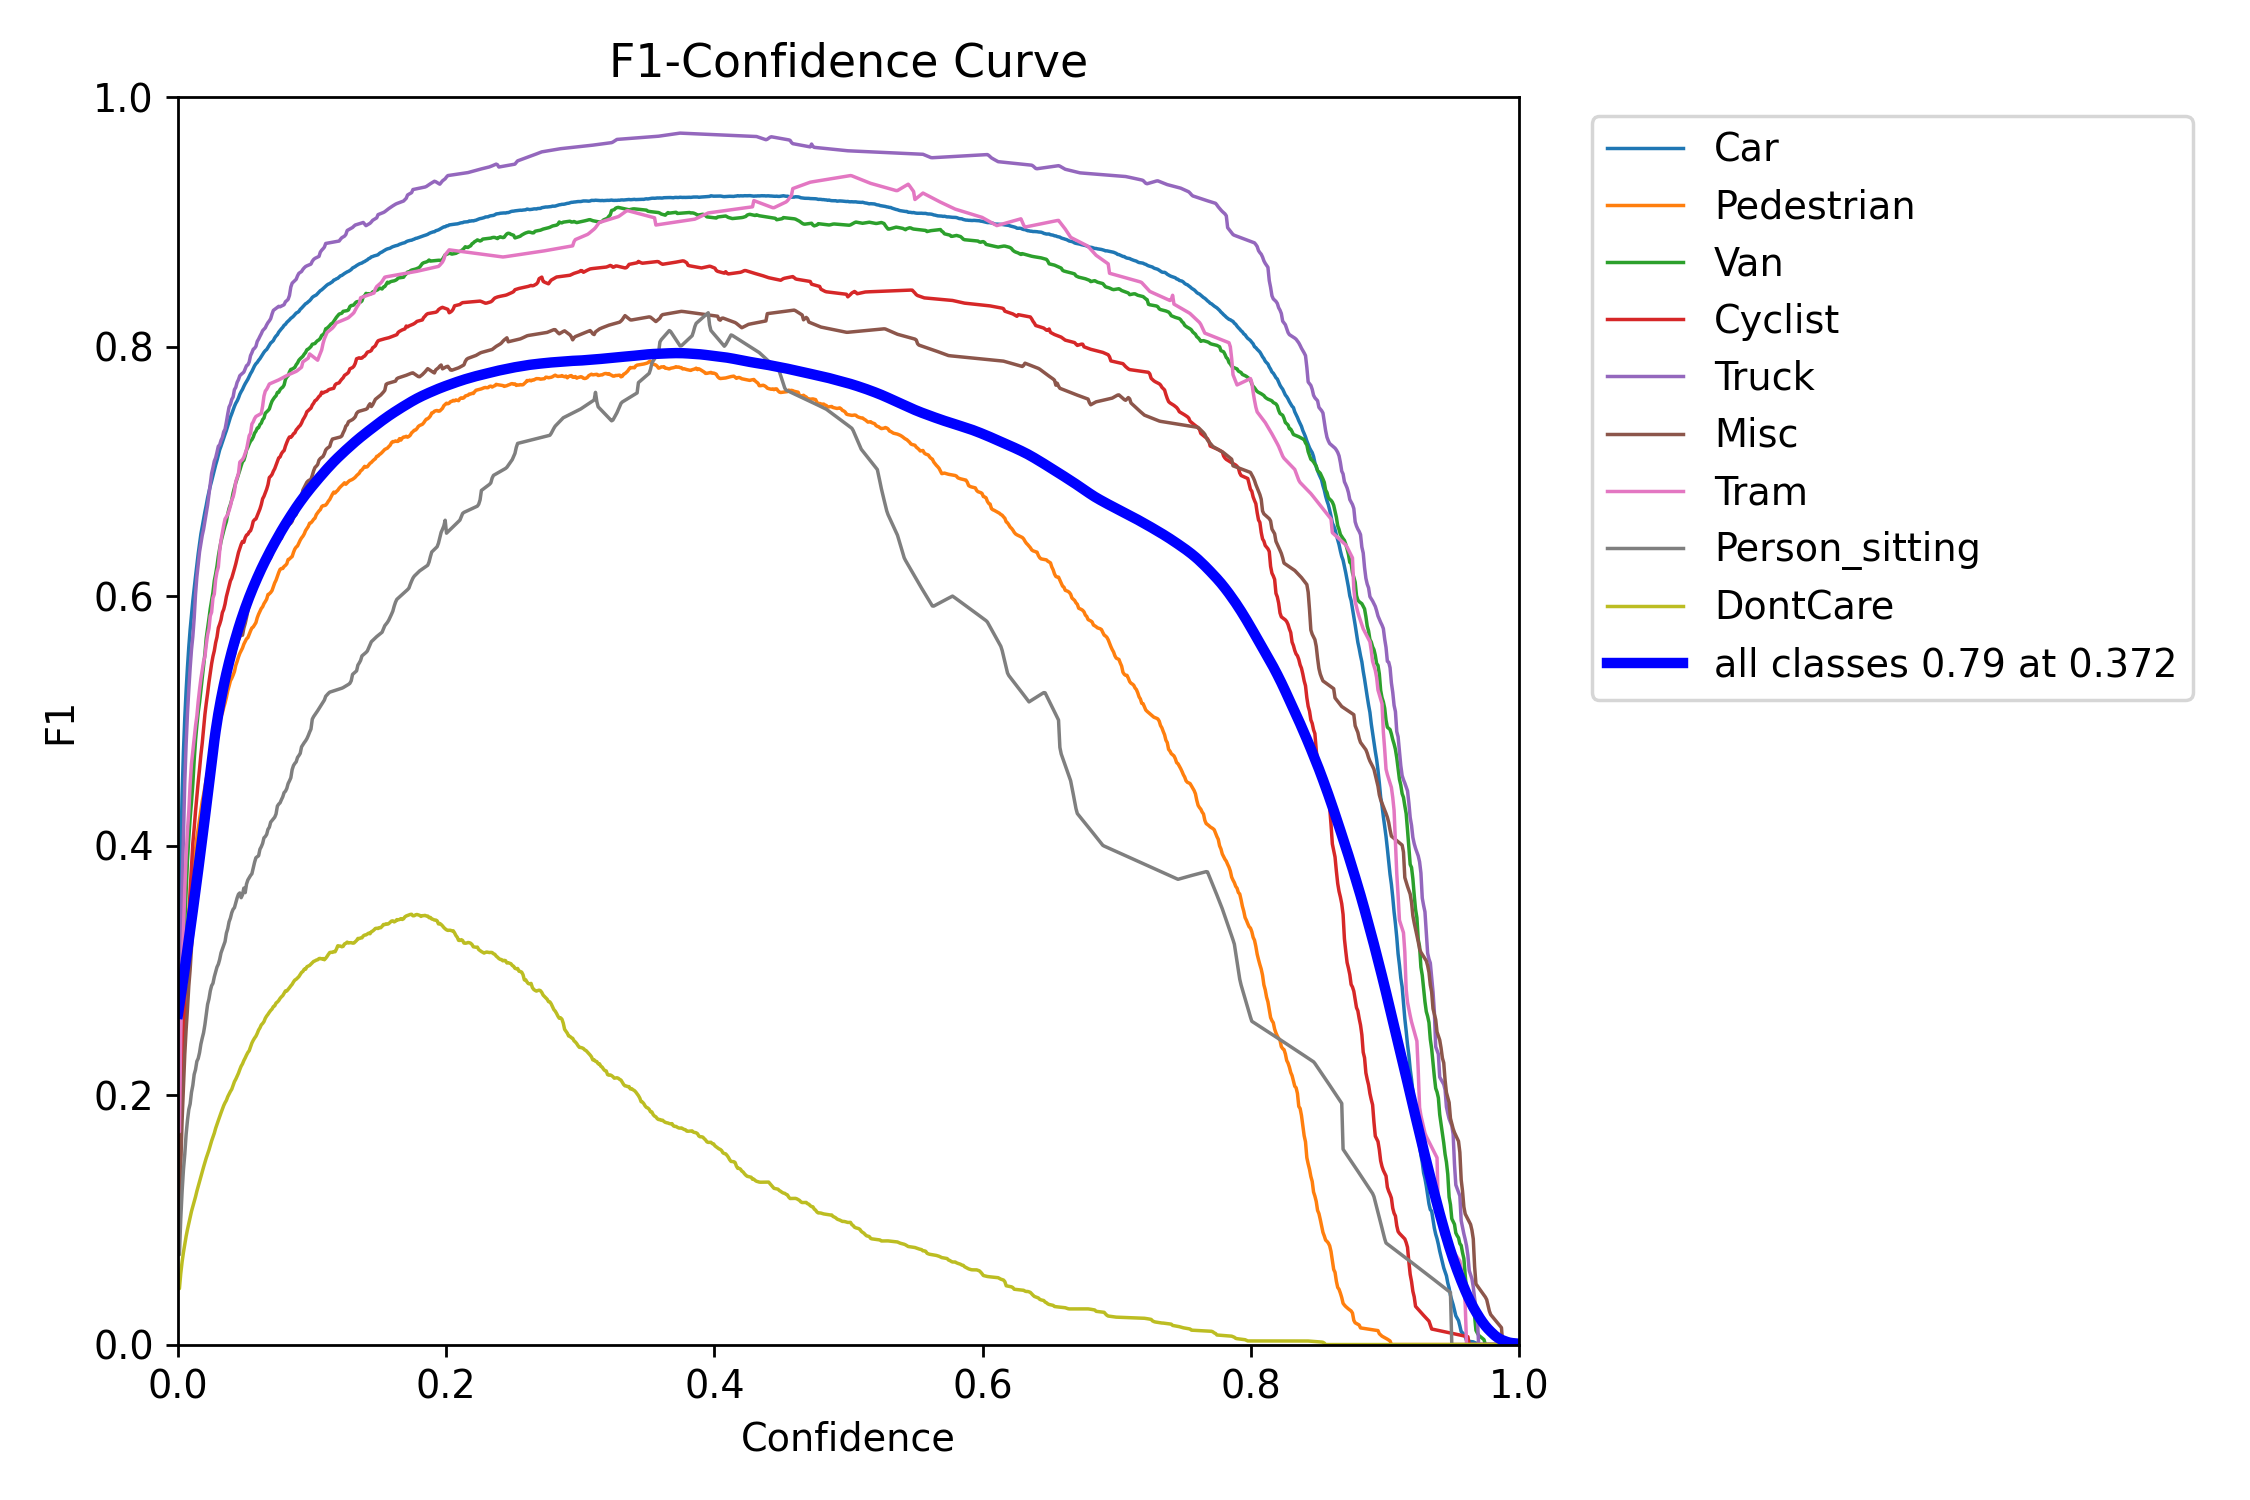 F1-Confidence Curve
1.0
0.8
0.6
0.4
0.2
0.0
F1
0.0 0.2 0.4 0.6 0.8 1.0
Confidence
Car
Pedestrian
Van
Cyclist
Truck
Misc
Tram
Person_sitting
DontCare
all classes 0.79 at 0.372